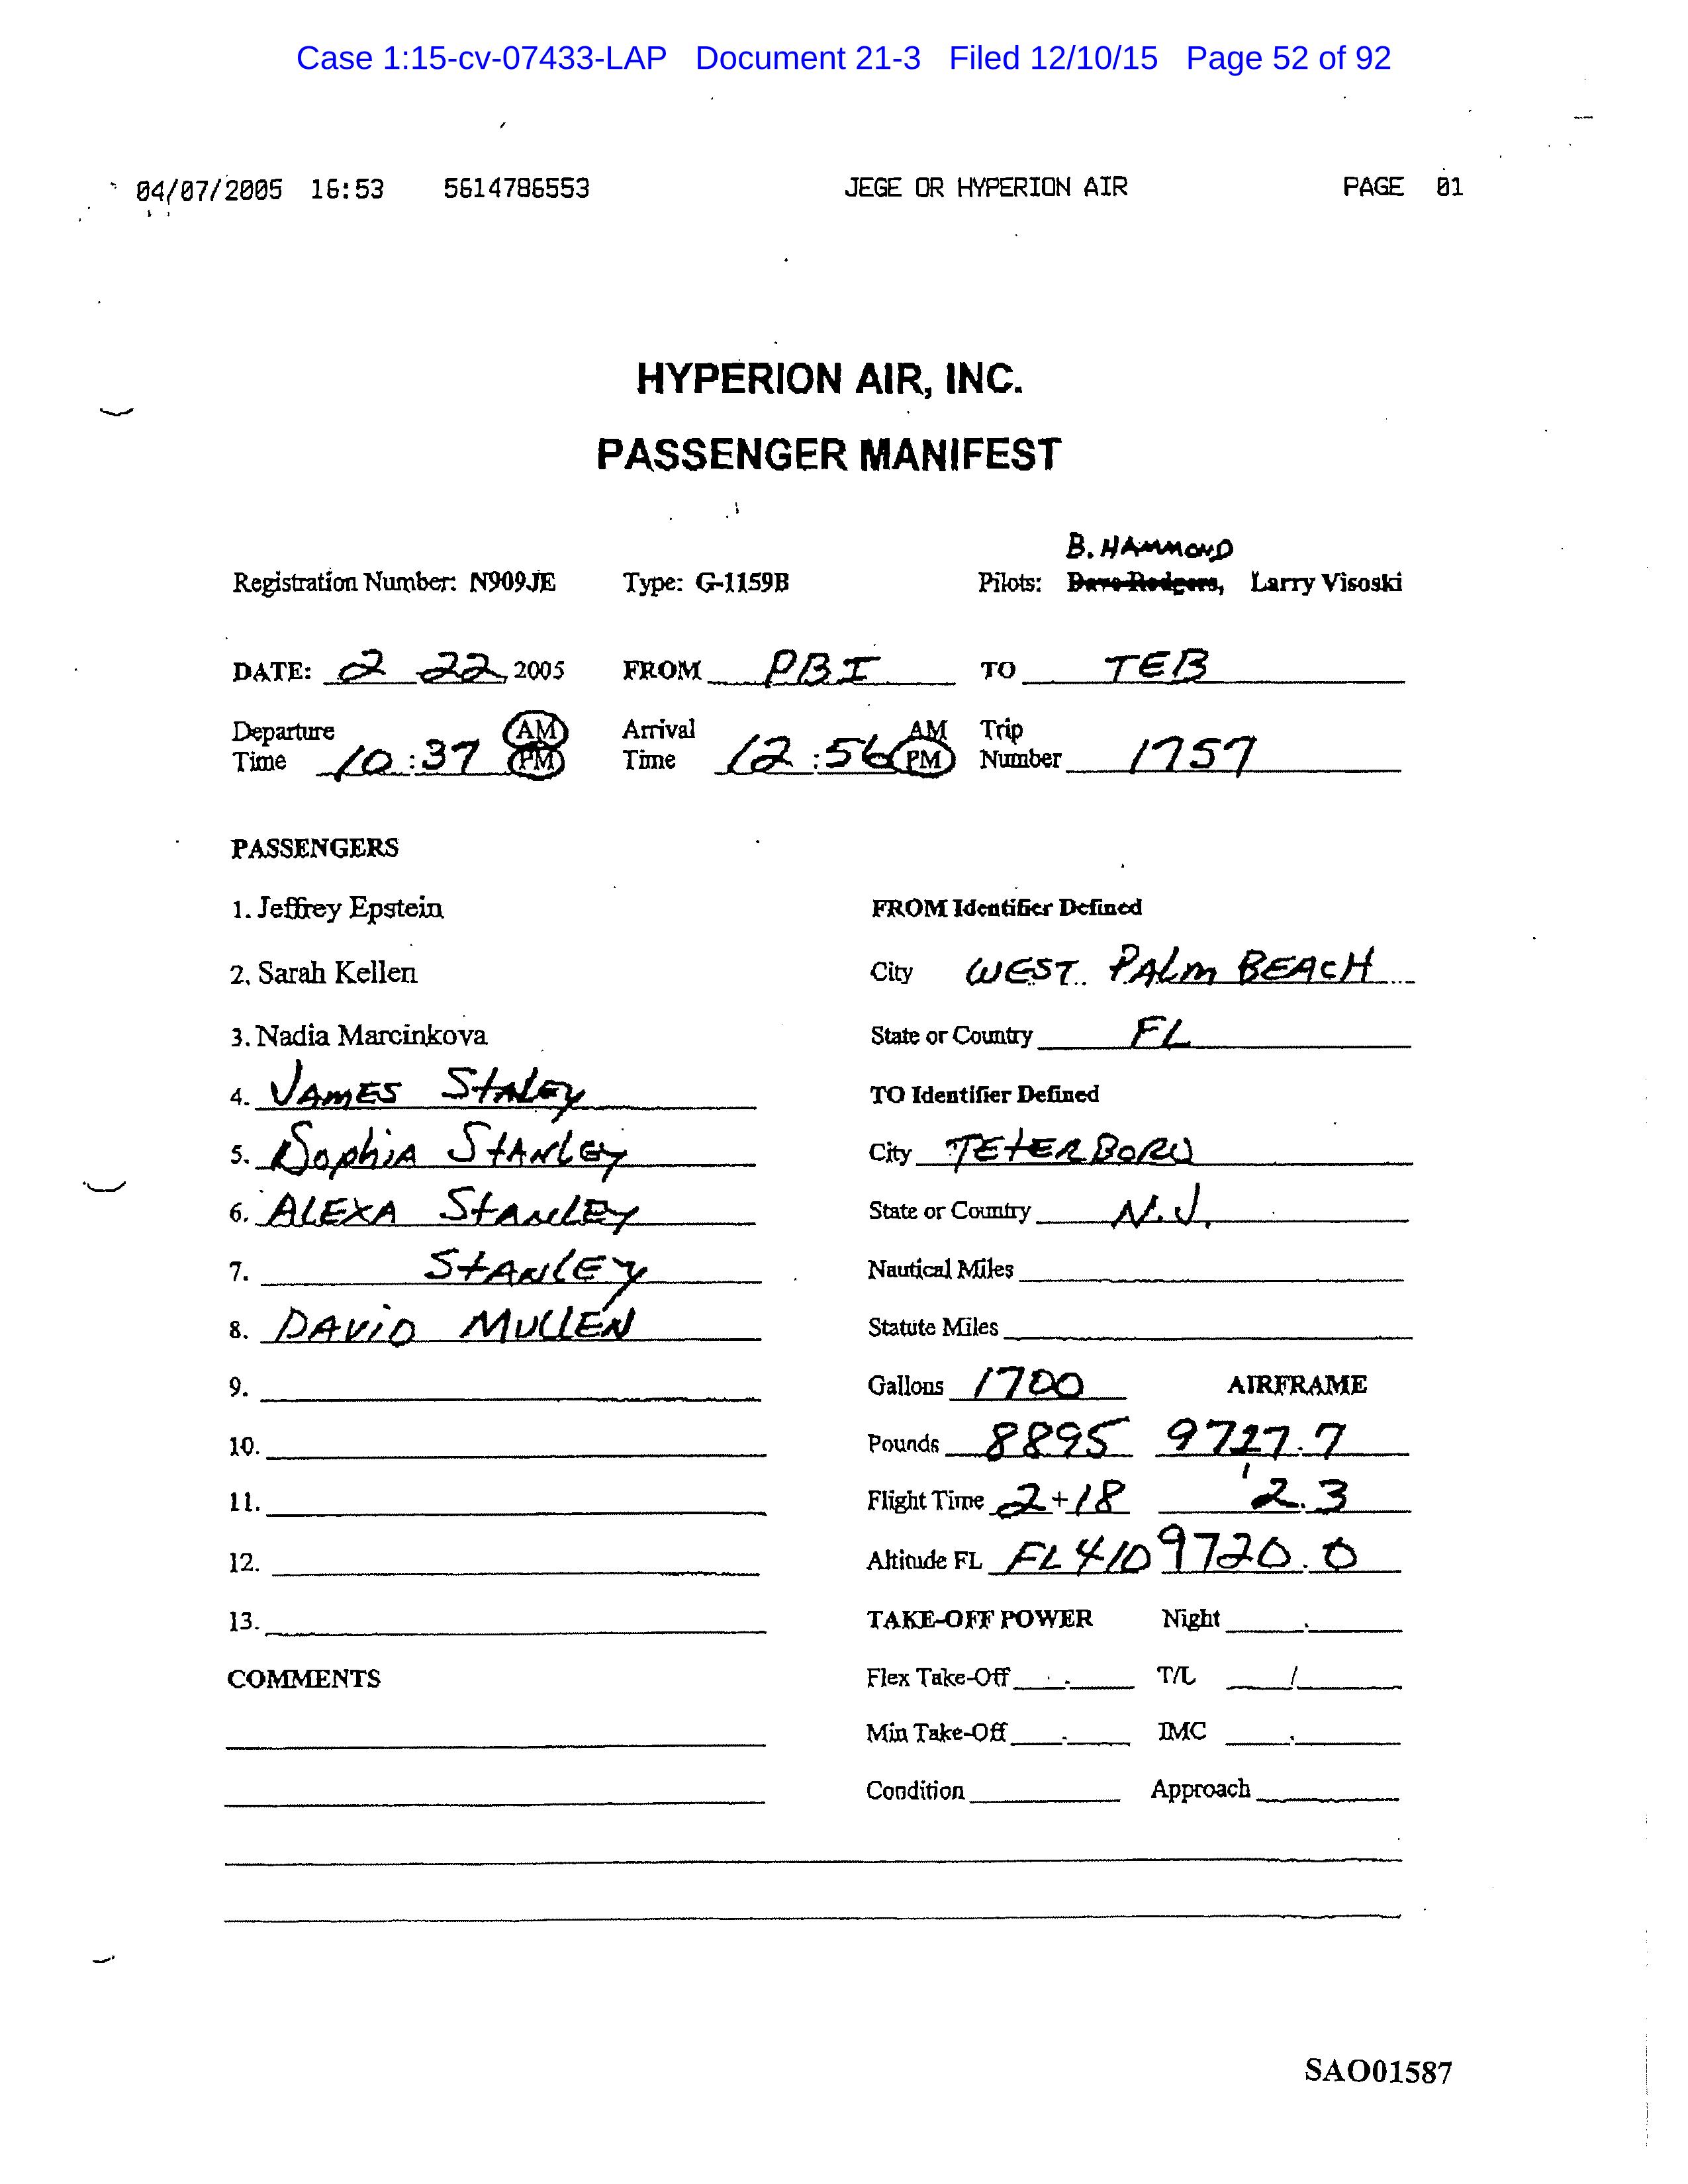 Case 1:15-cv-07433-LAP Document 21-3 Filed 12/10/15 Page 52 of 92
04/07/2005 16:53 5614786553 JEGE OR HYPERION AIR PAGE 01
HYPERION AIR, INC.
PASSENGER MANIFEST
B. HAMMOND
Registration Number: N909JE Type: G-1159B Pilots: Dave Rodgers, Larry Visoski
DATE: 2 22, 2005 FROM PBI TO TEB
Departure Time 10:37 AM PM Arrival Time 12:56 AM PM Trip Number 1757
PASSENGERS
1. Jeffrey Epstein FROM Identifier Defined
2. Sarah Kellen City WEST PALM BEACH
3. Nadia Marcinkova State or Country FL
4. JAMES STALEY TO Identifier Defined
5. Sophia STANLEY City TETERBORO
6. ALEXA STANLEY State or Country N.J.
7. STANLEY Nautical Miles
8. DAVID MULLEN Statute Miles
9. Gallons 1700 AIRFRAME
10. Pounds 8895 9727.7
11. Flight Time 2+18 2.3
12. Altitude FL FL410 9720.0
13. TAKE-OFF POWER Night
COMMENTS Flex Take-Off T/L /
Min Take-Off IMC
Condition Approach
SAO01587